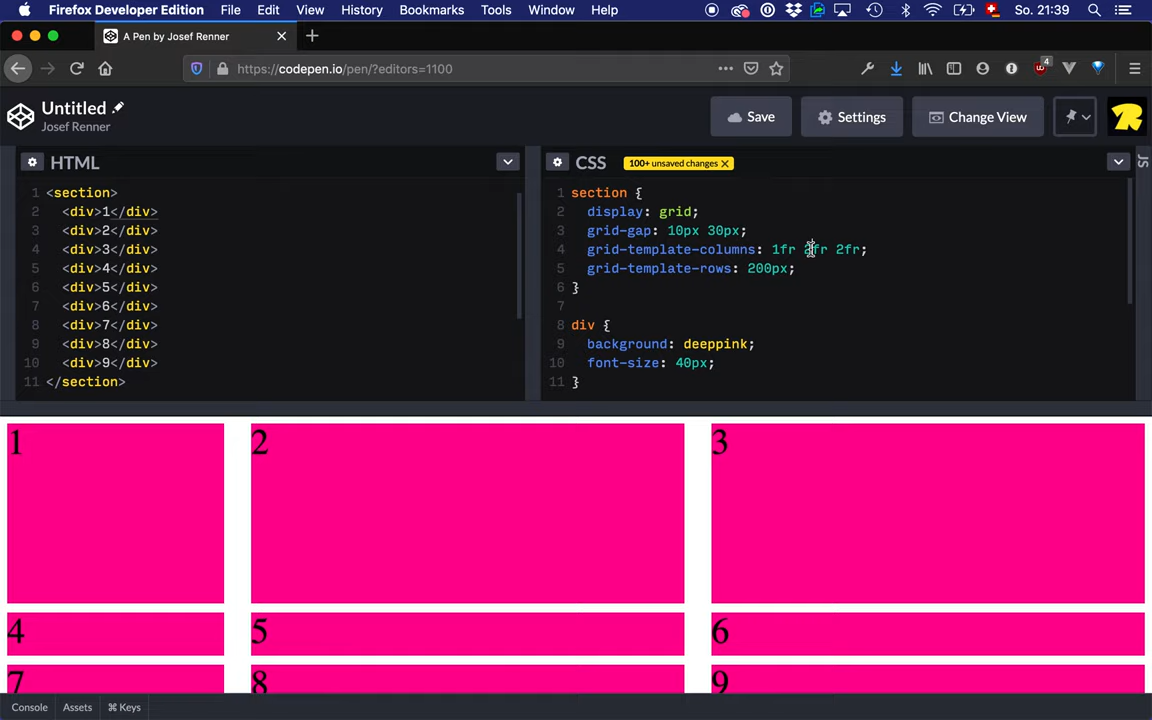 Firefox Developer Edition File Edit View History Bookmarks Tools Window Help So. 21:39
A Pen by Josef Renner
https://codepen.io/pen/?editors=1100
4
Untitled
Josef Renner
Save Settings Change View
HTML
1 <section>
2 <div>1</div>
3 <div>2</div>
4 <div>3</div>
5 <div>4</div>
6 <div>5</div>
7 <div>6</div>
8 <div>7</div>
9 <div>8</div>
10 <div>9</div>
11 </section>
CSS 100+ unsaved changes
JS
1 section {
2 display: grid;
3 grid-gap: 10px 30px;
4 grid-template-columns: 1fr 2fr 2fr;
5 grid-template-rows: 200px;
6 }
7
8 div {
9 background: deeppink;
10 font-size: 40px;
11 }
1 2 3
4 5 6
7 8 9
Console Assets ⌘ Keys